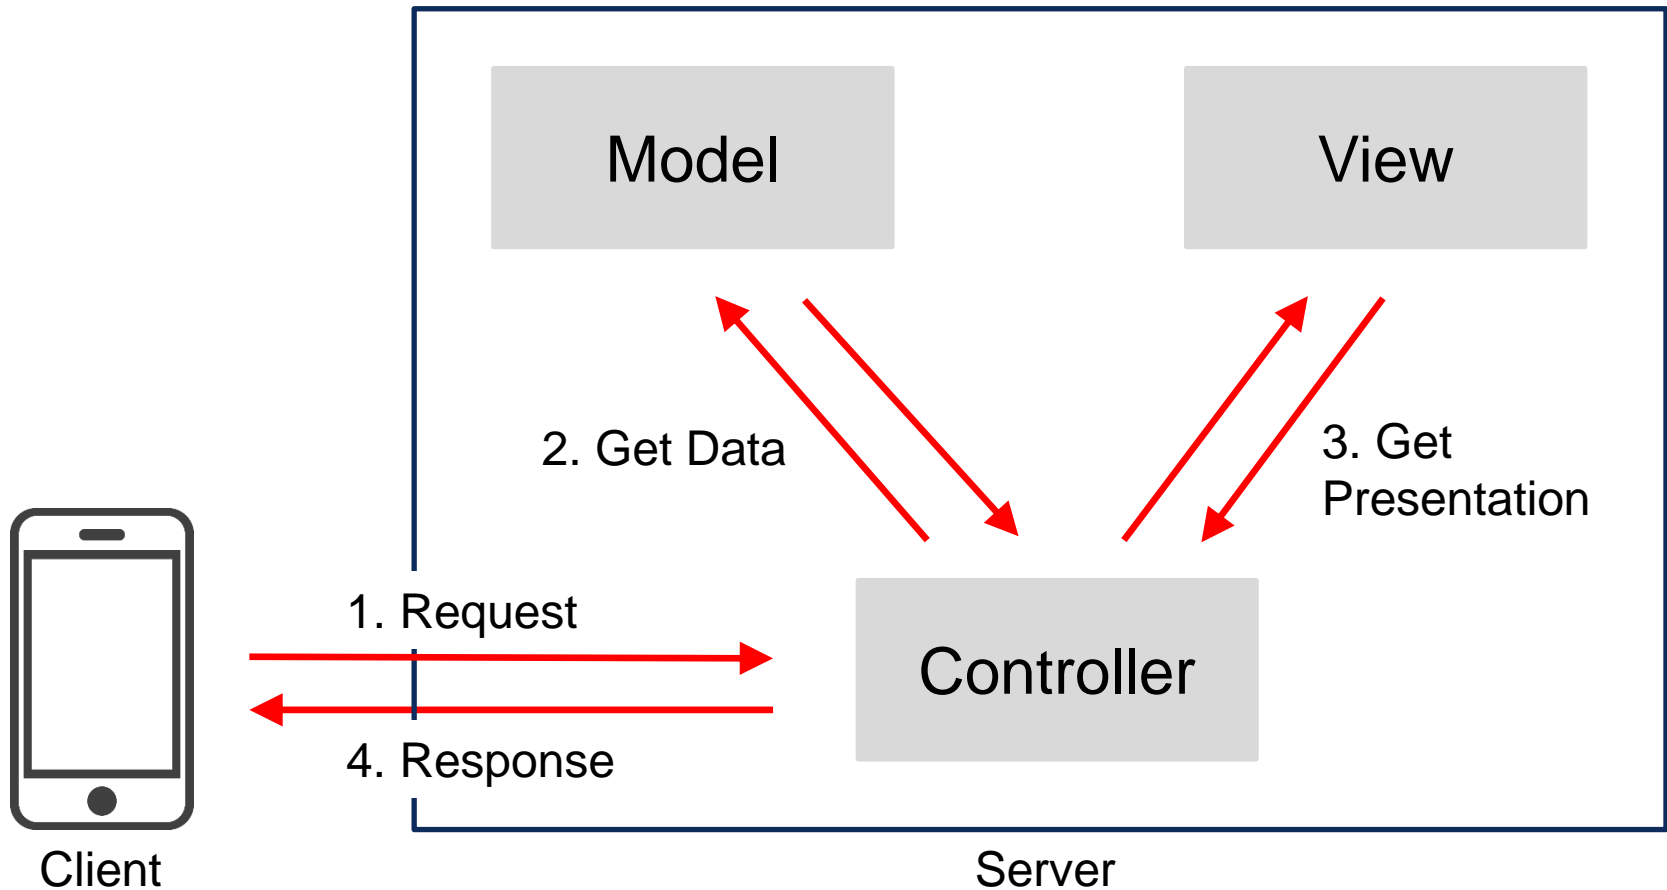 Model
View
2. Get Data
3. Get
Presentation
1. Request
Controller
4. Response
Client
Server